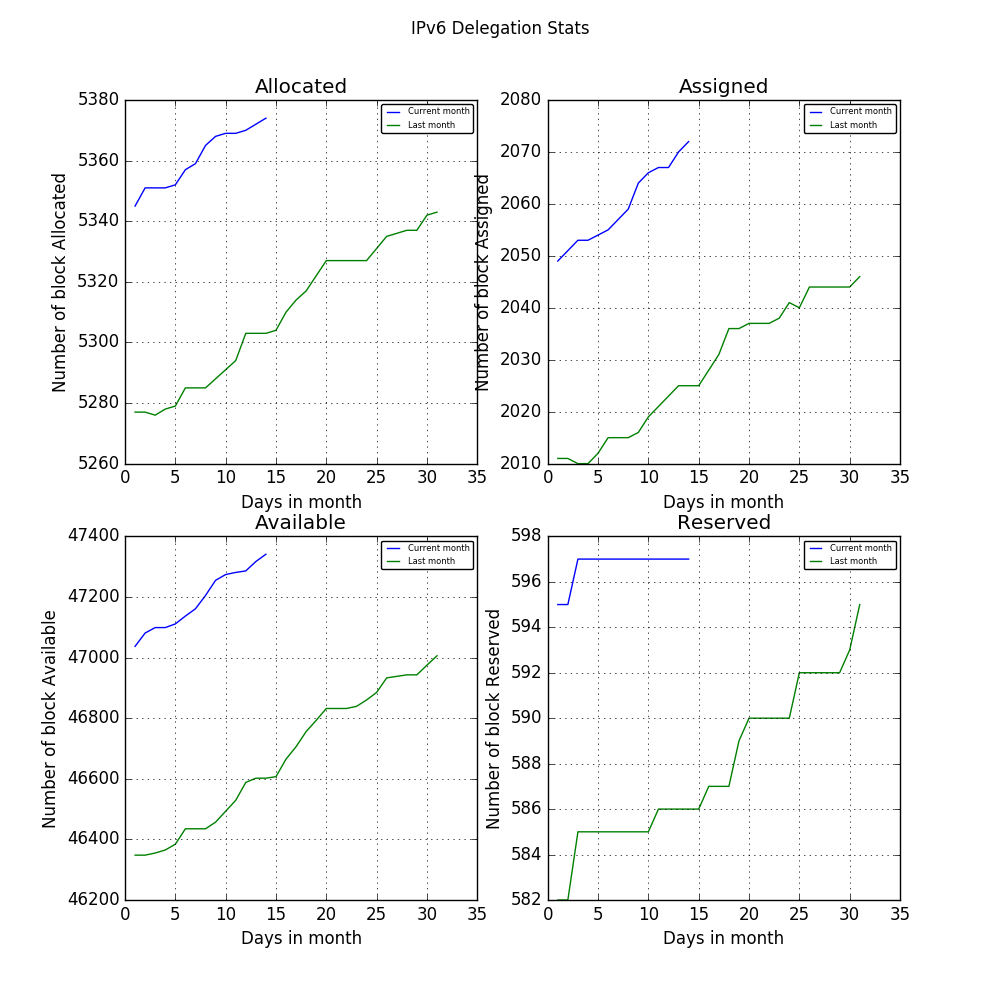 IPv6 Delegation Stats
Allocated
Number of block Allocated
5380
5360
5340
5320
5300
5280
5260
Current month
Last month
0 5 10 15 20 25 30 35
Days in month
Assigned
Number of block Assigned
2080
2070
2060
2050
2040
2030
2020
2010
Current month
Last month
0 5 10 15 20 25 30 35
Days in month
Available
Number of block Available
47400
47200
47000
46800
46600
46400
46200
Current month
Last month
0 5 10 15 20 25 30 35
Days in month
Reserved
Number of block Reserved
598
596
594
592
590
588
586
584
582
Current month
Last month
0 5 10 15 20 25 30 35
Days in month